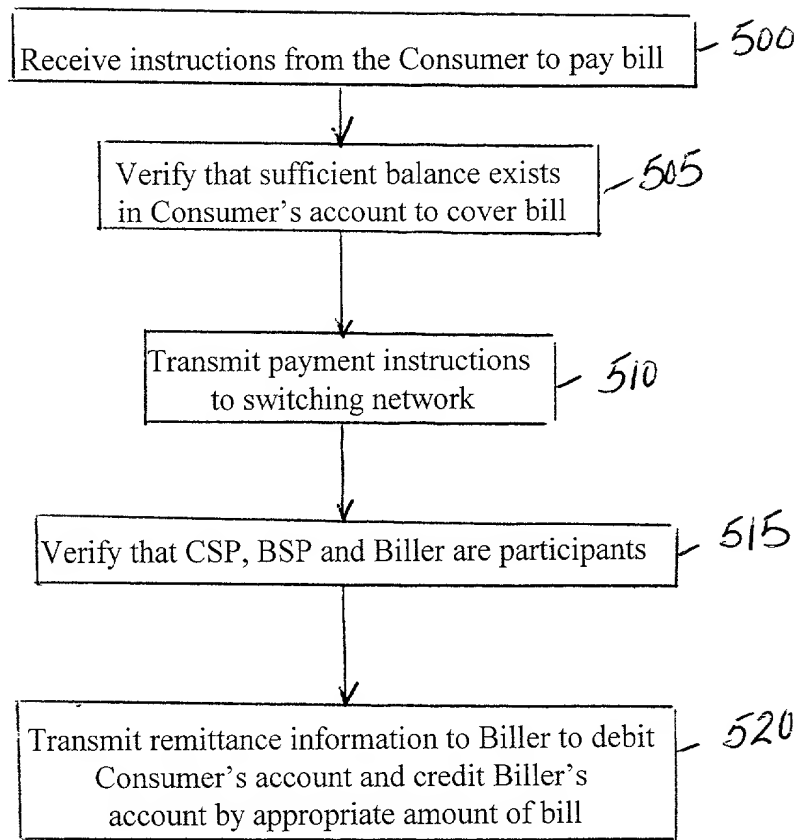 Receive instructions from the Consumer to pay bill
500
Verify that sufficient balance exists
in Consumer's account to cover bill
505
Transmit payment instructions
to switching network
510
Verify that CSP, BSP and Biller are participants
515
Transmit remittance information to Biller to debit
Consumer's account and credit Biller's
account by appropriate amount of bill
520